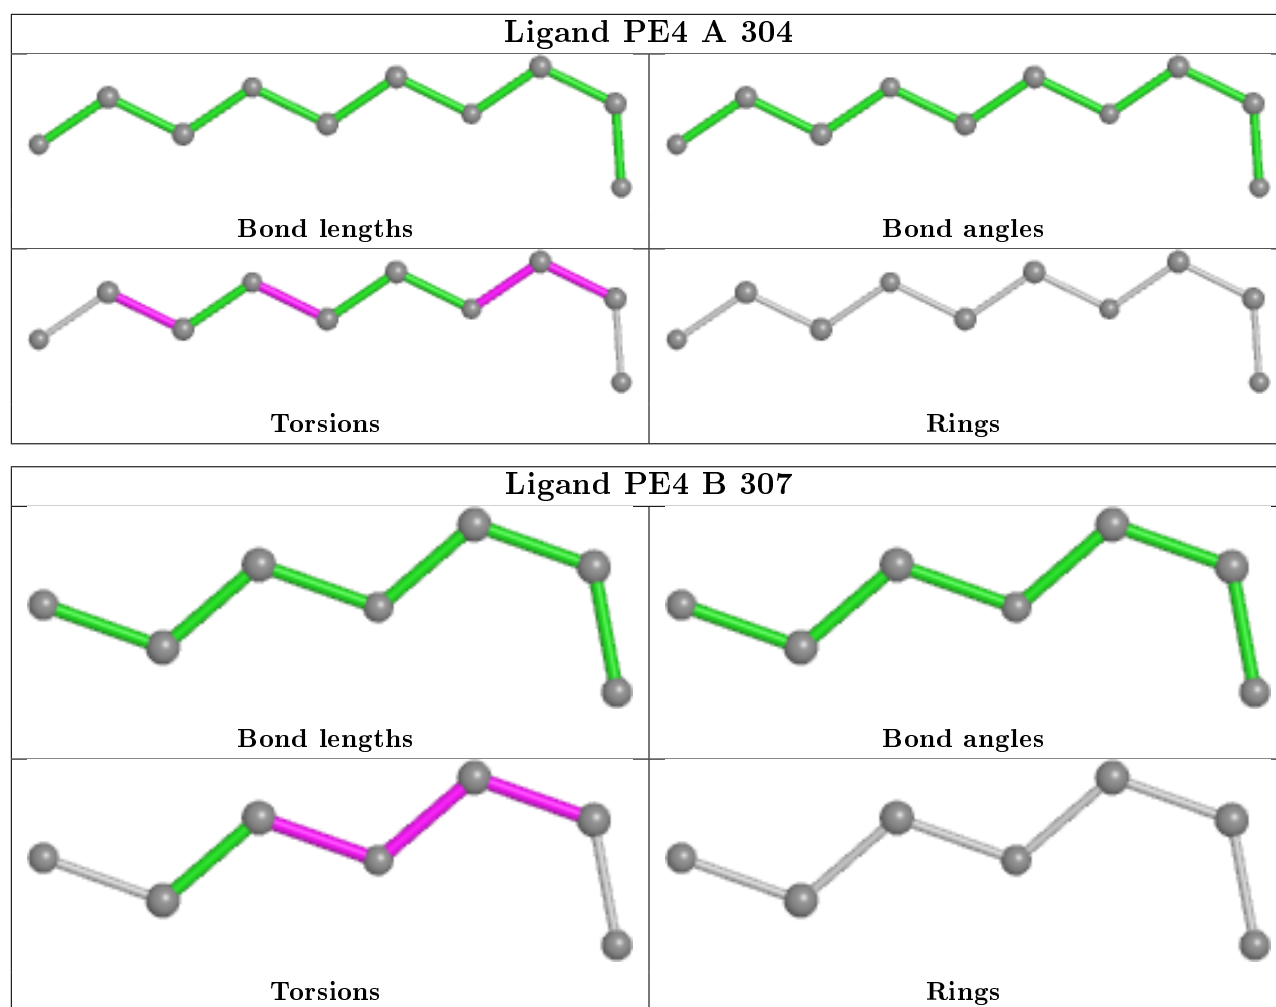 Ligand PE4 A 304
Bond lengths
Bond angles
Torsions
Rings
Ligand PE4 B 307
Bond lengths
Bond angles
Torsions
Rings